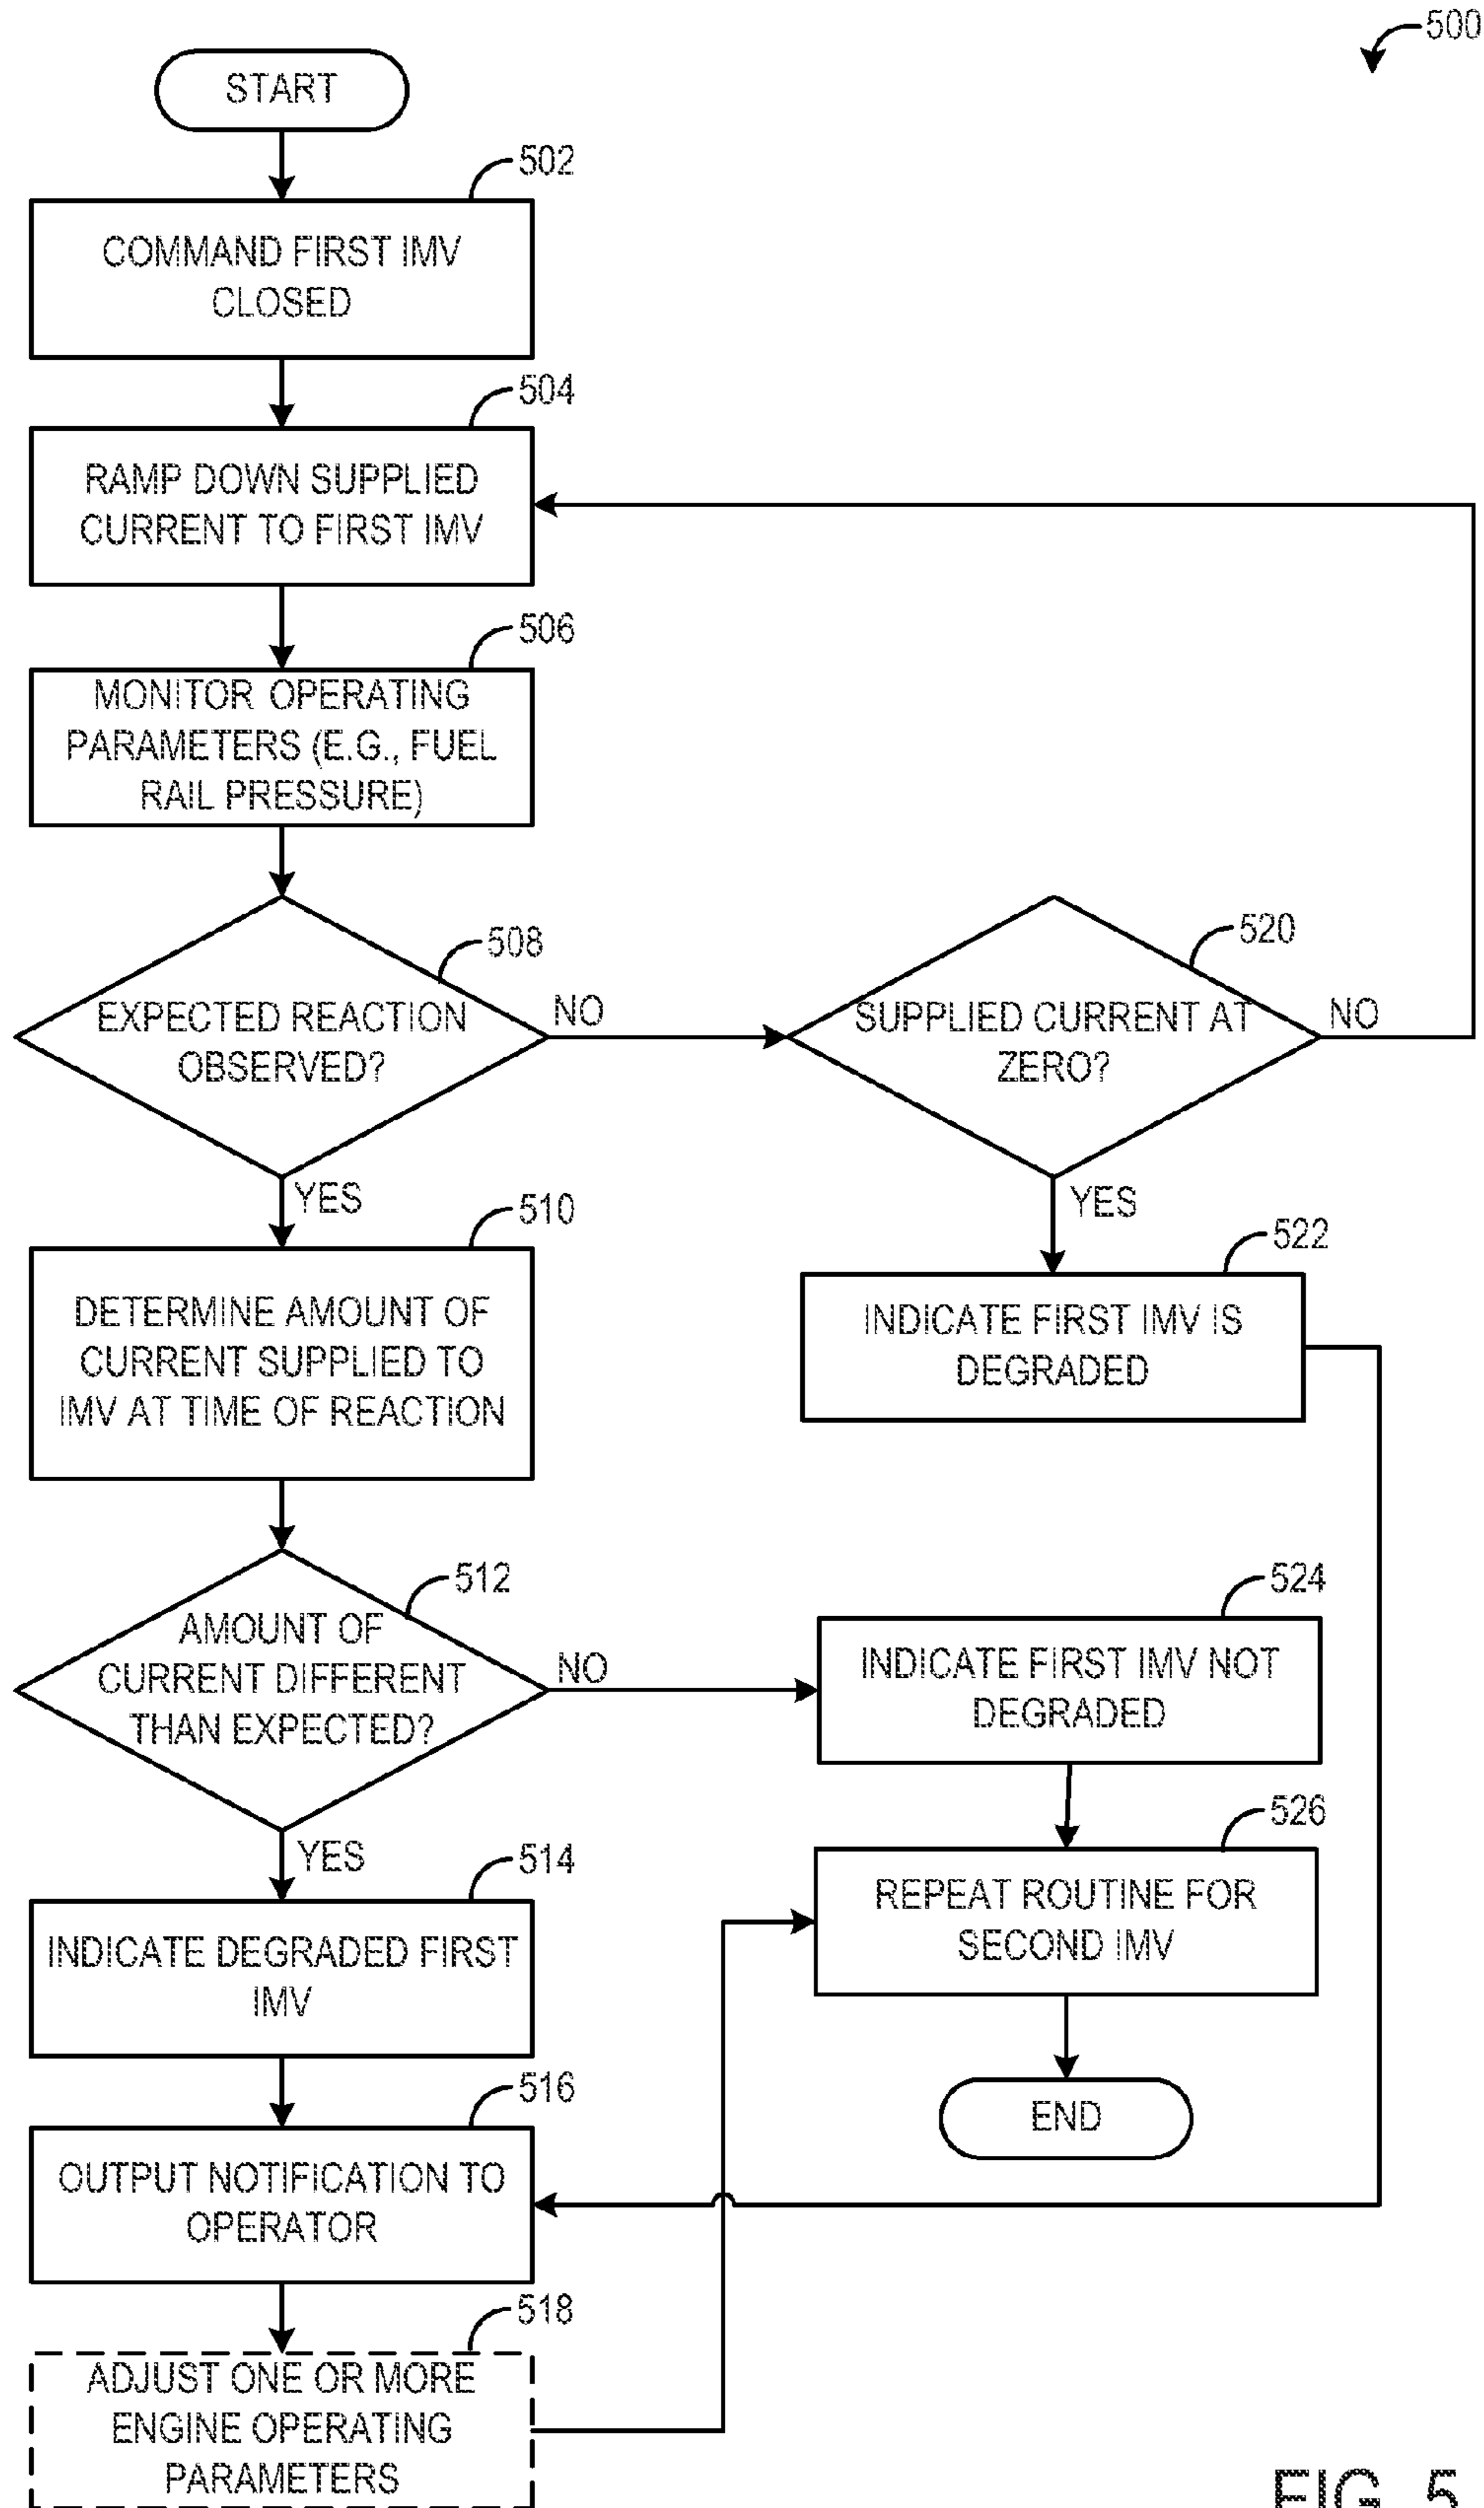 500
START
502
COMMAND FIRST IMV
CLOSED
504
RAMP DOWN SUPPLIED
CURRENT TO FIRST IMV
506
MONITOR OPERATING
PARAMETERS (E.G., FUEL
RAIL PRESSURE)
508
EXPECTED REACTION
OBSERVED?
NO
520
SUPPLIED CURRENT AT
ZERO?
NO
YES
YES
510
DETERMINE AMOUNT OF
CURRENT SUPPLIED TO
IMV AT TIME OF REACTION
522
INDICATE FIRST IMV IS
DEGRADED
512
AMOUNT OF
CURRENT DIFFERENT
THAN EXPECTED?
NO
524
INDICATE FIRST IMV NOT
DEGRADED
YES
514
INDICATE DEGRADED FIRST
IMV
526
REPEAT ROUTINE FOR
SECOND IMV
END
516
OUTPUT NOTIFICATION TO
OPERATOR
518
ADJUST ONE OR MORE
ENGINE OPERATING
PARAMETERS
FIG. 5